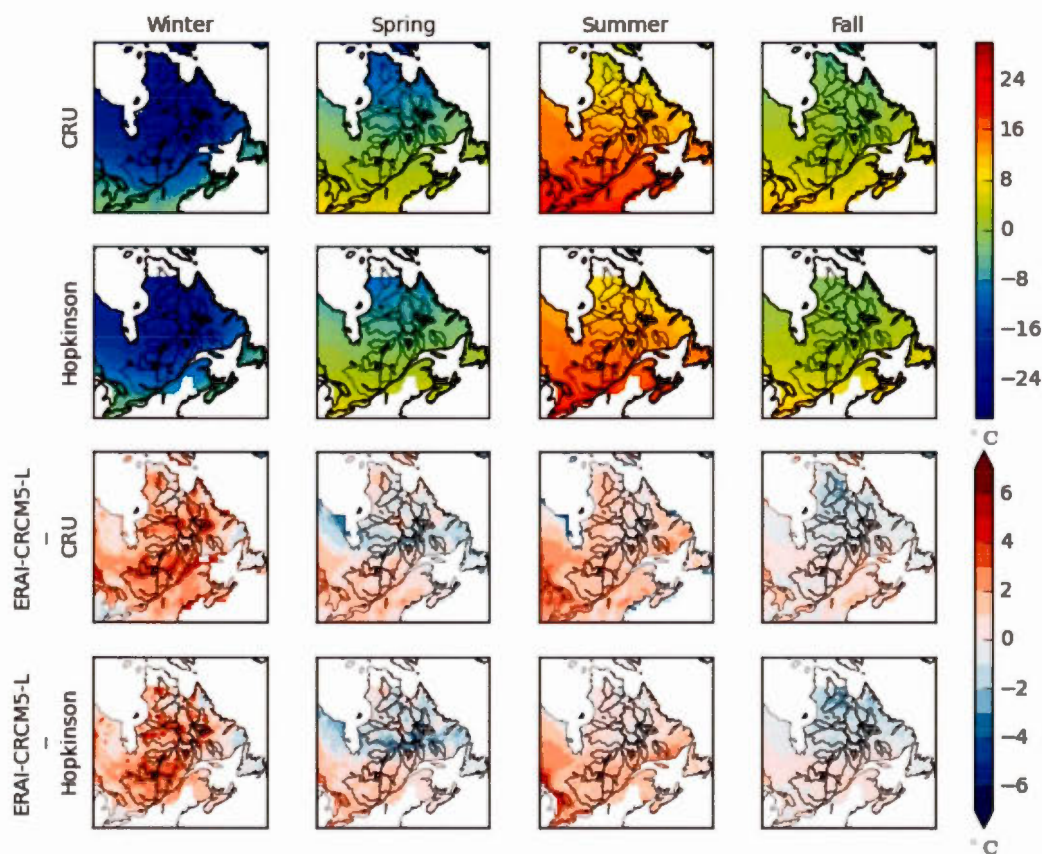 Winter Spring Summer Fall
CRU
24
16
8
0
−8
−16
−24
Hopkinson
° C
ERAI-CRCM5-L
−
CRU
6
4
2
0
−2
−4
−6
ERAI-CRCM5-L
−
Hopkinson
° C